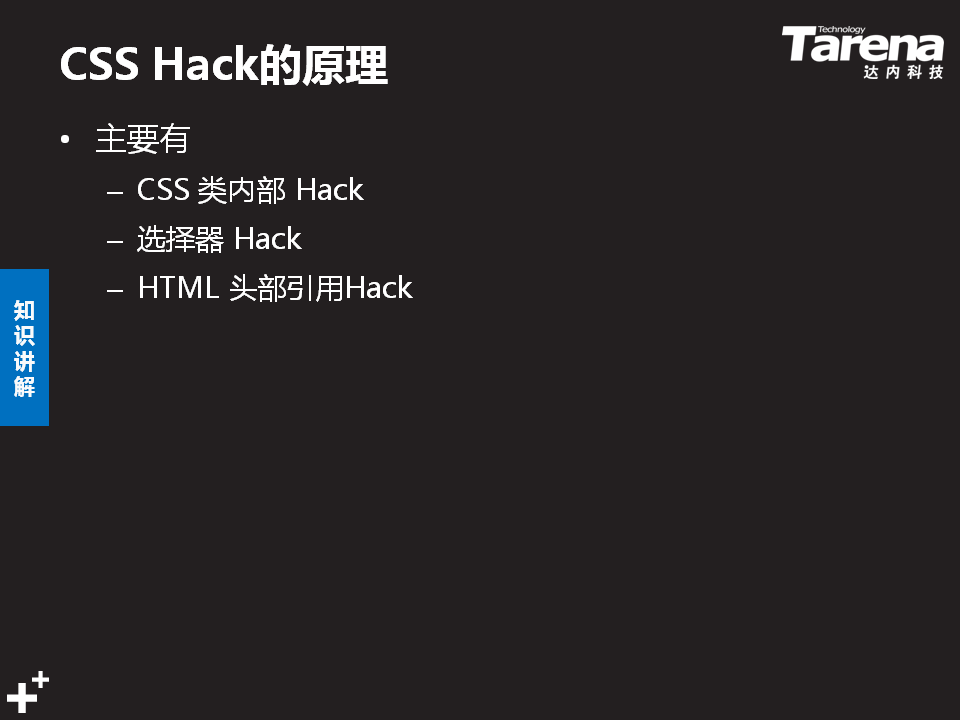 CSS Hack的原理
Technology
Tarena
达内科技
• 主要有
– CSS 类内部 Hack
– 选择器 Hack
– HTML 头部引用Hack
知
识
讲
解